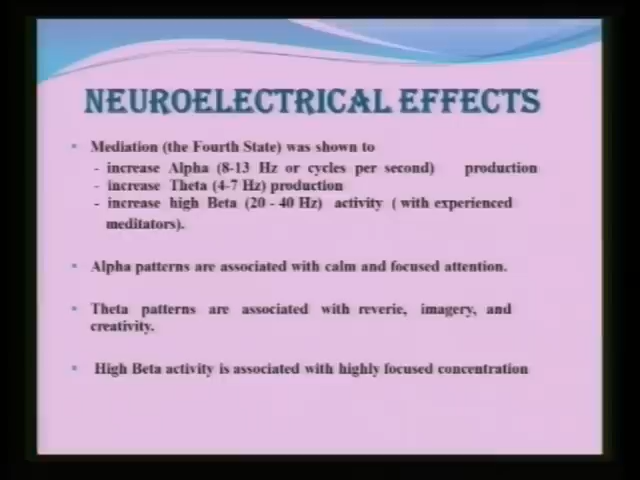 NEUROELECTRICAL EFFECTS
• Mediation (the Fourth State) was shown to
- increase Alpha (8-13 Hz or cycles per second) production
- increase Theta (4-7 Hz) production
- increase high Beta (20 - 40 Hz) activity ( with experienced
meditators).
• Alpha patterns are associated with calm and focused attention.
• Theta patterns are associated with reverie, imagery, and
creativity.
• High Beta activity is associated with highly focused concentration